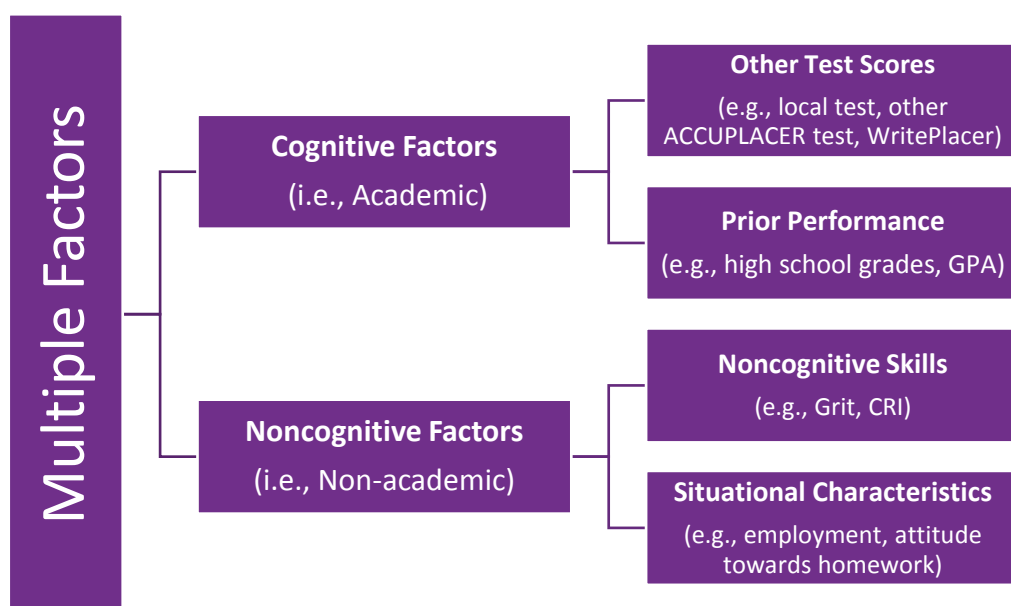 Multiple Factors
Cognitive Factors
(i.e., Academic)
Other Test Scores
(e.g., local test, other
ACCUPLACER test, WritePlacer)
Prior Performance
(e.g., high school grades, GPA)
Noncognitive Factors
(i.e., Non-academic)
Noncognitive Skills
(e.g., Grit, CRI)
Situational Characteristics
(e.g., employment, attitude
towards homework)